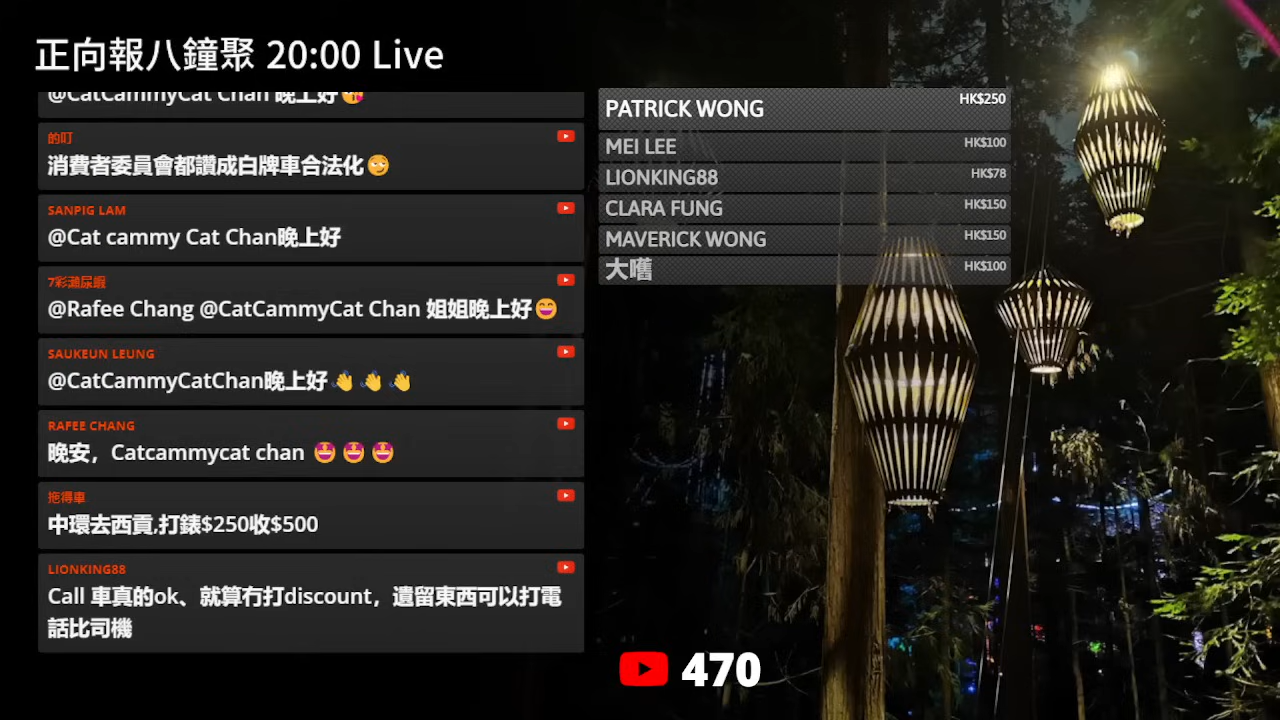 正向報八鐘聚 20:00 Live
@CatCammyCat Chan 晚上好😘
的叮
消費者委員會都讚成白牌車合法化😏
SANPIG LAM
@Cat cammy Cat Chan晚上好
7彩瀨尿蝦
@Rafee Chang @CatCammyCat Chan 姐姐晚上好😄
SAUKEUN LEUNG
@CatCammyCatChan晚上好👋👋👋
RAFEE CHANG
晚安，Catcammycat chan 🤩🤩🤩
拖得車
中環去西貢,打錶$250收$500
LIONKING88
Call 車真的ok、就算冇打discount，遺留東西可以打電
話比司機
PATRICK WONG HK$250
MEI LEE HK$100
LIONKING88 HK$78
CLARA FUNG HK$150
MAVERICK WONG HK$150
大嚿 HK$100
470